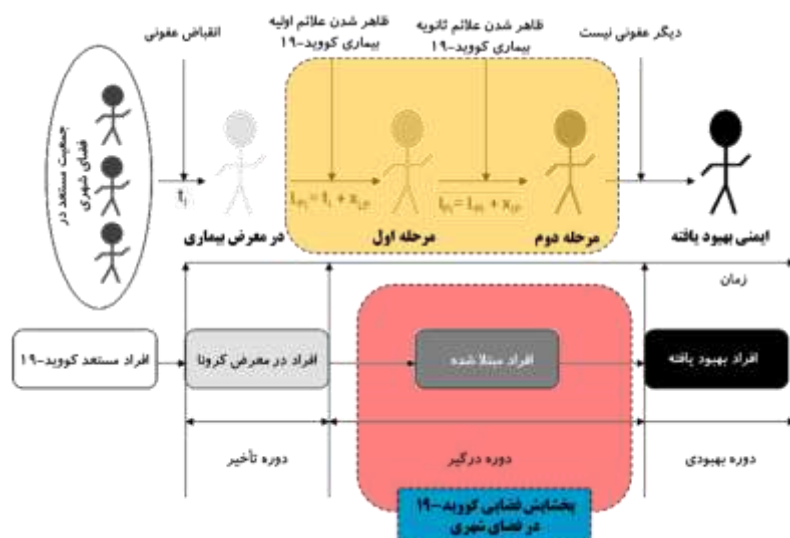 انقباض عفونی
ظاهر شدن علائم اولیه
بیماری کووید-۱۹
ظاهر شدن علائم ثانویه
بیماری کووید-۱۹
دیگر عفونی نیست
جمعیت مستعد در
فضای شهری
در معرض بیماری
مرحله اول
مرحله دوم
ایمنی بهبود یافته
زمان
افراد مستعد کووید-۱۹
افراد در معرض کرونا
افراد مبتلا شده
افراد بهبود یافته
دوره تأخیر
دوره درگیر
دوره بهبودی
پخشایش فضایی کووید-۱۹
در فضای شهری